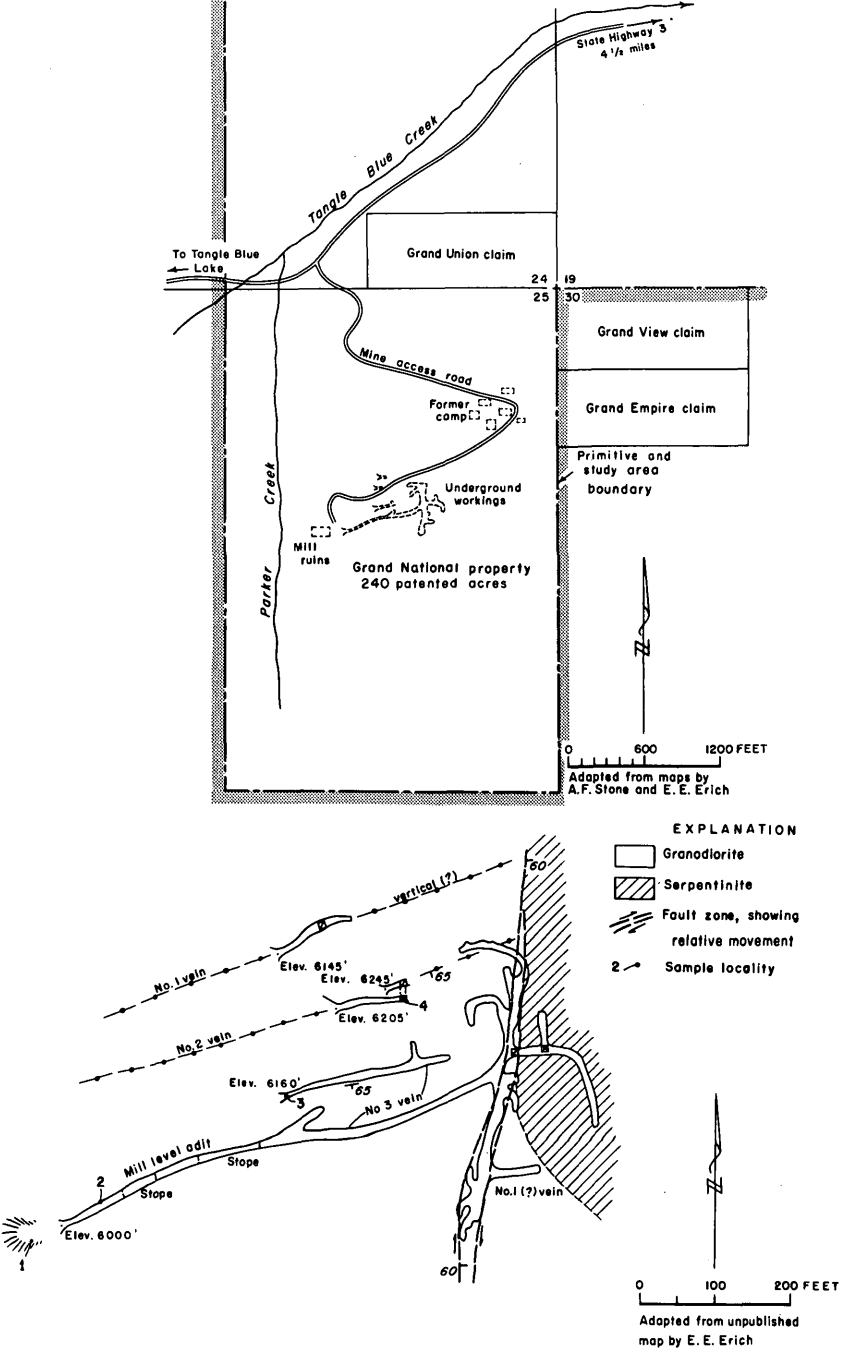 State Highway 3
4 1/2 miles
Tangle Blue Creek
To Tangle Blue
Lake
Grand Union claim
24 19
25 30
Grand View claim
Mine access road
Former
camp
Grand Empire claim
Primitive and
study area
boundary
Underground
workings
Parker Creek
Mill
ruins
Grand National property
240 patented acres
N
0 600 1200 FEET
Adapted from maps by
A.F. Stone and E.E. Erich
EXPLANATION
Granodiorite
Serpentinite
Fault zone, showing
relative movement
2 Sample locality
60
vertical (?)
No. 1 vein
Elev. 6145'
Elev. 6245'
65
4
Elev. 6205'
No. 2 vein
Elev. 6160'
65
3
No 3 vein
Mill level adit
Stope
2
Stope
No.1 (?) vein
Elev. 6000'
1
60
N
0 100 200 FEET
Adapted from unpublished
map by E. E. Erich